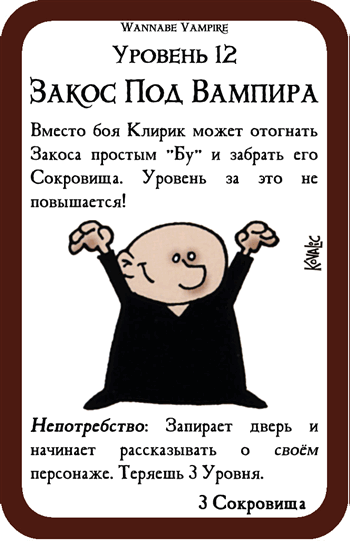 Wannabe Vampire
Уровень 12
Закос Под Вампира
Вместо боя Клирик может отогнать
Закоса простым "Бу" и забрать его
Сокровища. Уровень за это не
повышается!
Kovalic
Непотребство: Запирает дверь и
начинает рассказывать о своём
персонаже. Теряешь 3 Уровня.
3 Сокровища